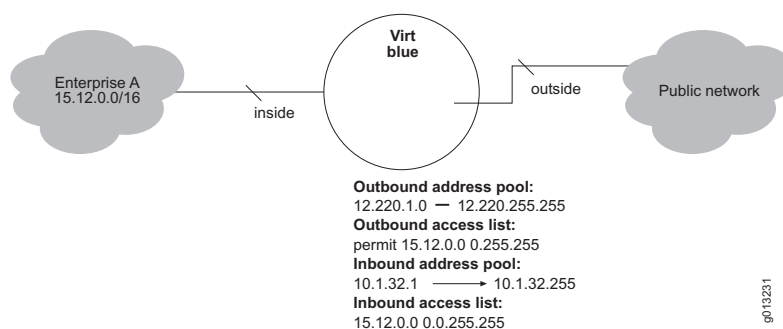 Virt
blue
Enterprise A
15.12.0.0/16
inside
outside
Public network
Outbound address pool:
12.220.1.0 — 12.220.255.255
Outbound access list:
permit 15.12.0.0 0.255.255
Inbound address pool:
10.1.32.1 → 10.1.32.255
Inbound access list:
15.12.0.0 0.0.255.255
g013231